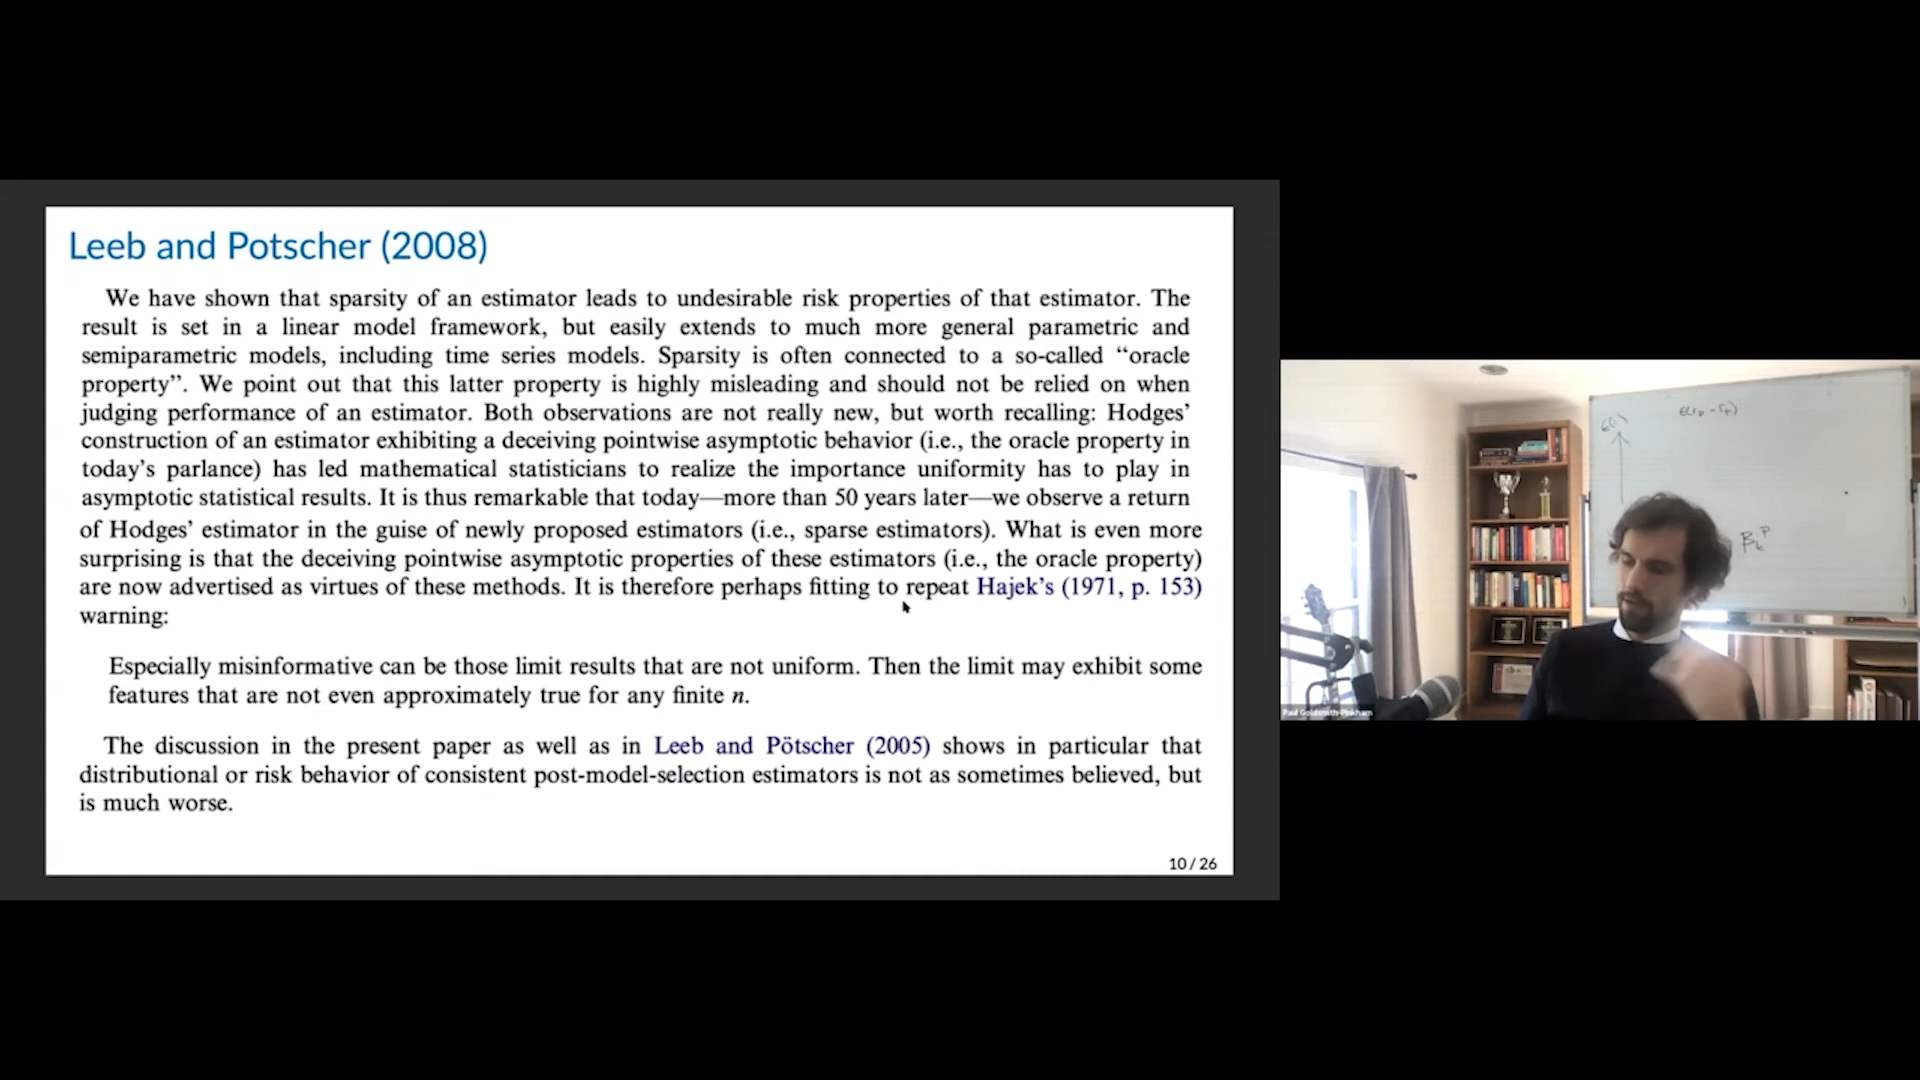 Leeb and Potscher (2008)
We have shown that sparsity of an estimator leads to undesirable risk properties of that estimator. The
result is set in a linear model framework, but easily extends to much more general parametric and
semiparametric models, including time series models. Sparsity is often connected to a so-called “oracle
property”. We point out that this latter property is highly misleading and should not be relied on when
judging performance of an estimator. Both observations are not really new, but worth recalling: Hodges’
construction of an estimator exhibiting a deceiving pointwise asymptotic behavior (i.e., the oracle property in
today’s parlance) has led mathematical statisticians to realize the importance uniformity has to play in
asymptotic statistical results. It is thus remarkable that today—more than 50 years later—we observe a return
of Hodges’ estimator in the guise of newly proposed estimators (i.e., sparse estimators). What is even more
surprising is that the deceiving pointwise asymptotic properties of these estimators (i.e., the oracle property)
are now advertised as virtues of these methods. It is therefore perhaps fitting to repeat Hajek’s (1971, p. 153)
warning:
Especially misinformative can be those limit results that are not uniform. Then the limit may exhibit some
features that are not even approximately true for any finite n.
The discussion in the present paper as well as in Leeb and Pötscher (2005) shows in particular that
distributional or risk behavior of consistent post-model-selection estimators is not as sometimes believed, but
is much worse.
10 / 26
Paul Goldsmith-Pinkham